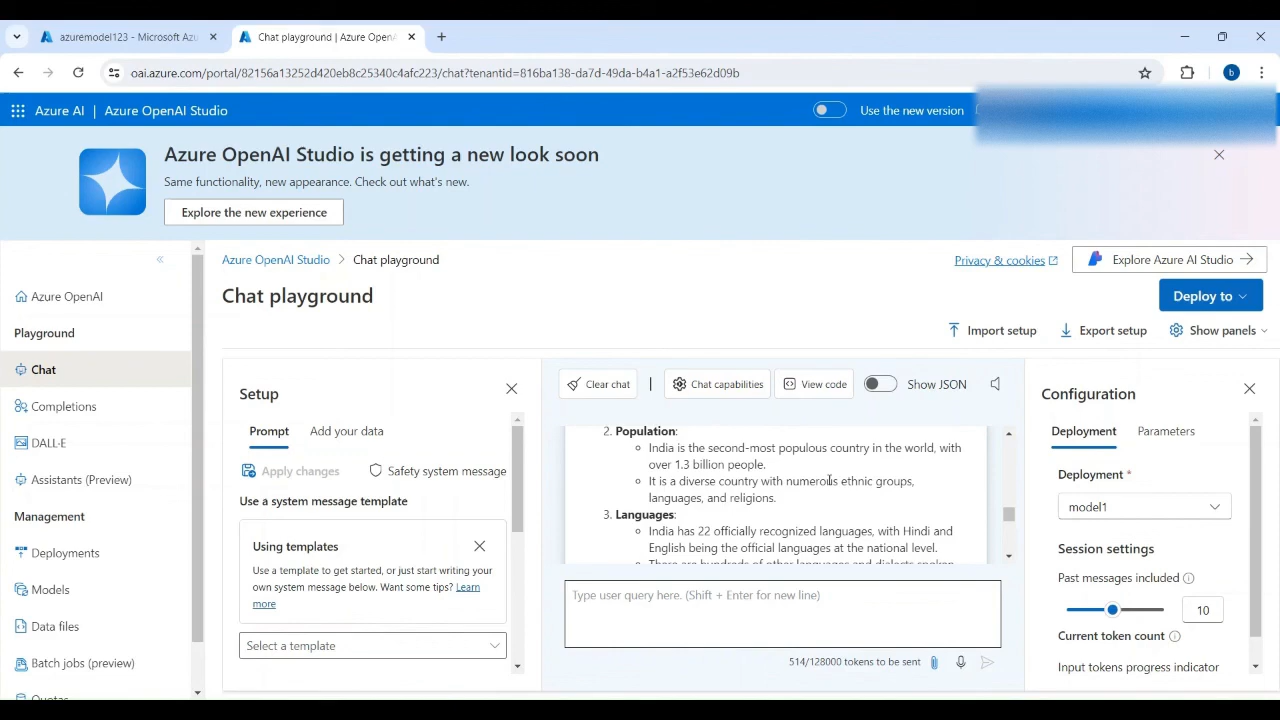 azuremodel123 - Microsoft Azu
Chat playground | Azure OpenA
oai.azure.com/portal/82156a13252d420eb8c25340c4afc223/chat?tenantid=816ba138-da7d-49da-b4a1-a2f53e62d09b
b
Azure AI | Azure OpenAI Studio
Use the new version
Azure OpenAI Studio is getting a new look soon
Same functionality, new appearance. Check out what's new.
Explore the new experience
Azure OpenAI Studio > Chat playground
Privacy & cookies
Explore Azure AI Studio
Chat playground
Deploy to
Import setup
Export setup
Show panels
Azure OpenAI
Playground
Chat
Completions
DALL·E
Assistants (Preview)
Management
Deployments
Models
Data files
Batch jobs (preview)
Quotas
Setup
Prompt
Add your data
Apply changes
Safety system message
Use a system message template
Using templates
Use a template to get started, or just start writing your
own system message below. Want some tips? Learn
more
Select a template
Clear chat
Chat capabilities
View code
Show JSON
2. Population:
India is the second-most populous country in the world, with
over 1.3 billion people.
It is a diverse country with numerous ethnic groups,
languages, and religions.
3. Languages:
India has 22 officially recognized languages, with Hindi and
English being the official languages at the national level.
There are hundreds of other languages and dialects spoken
Type user query here. (Shift + Enter for new line)
514/128000 tokens to be sent
Configuration
Deployment
Parameters
Deployment *
model1
Session settings
Past messages included
10
Current token count
Input tokens progress indicator